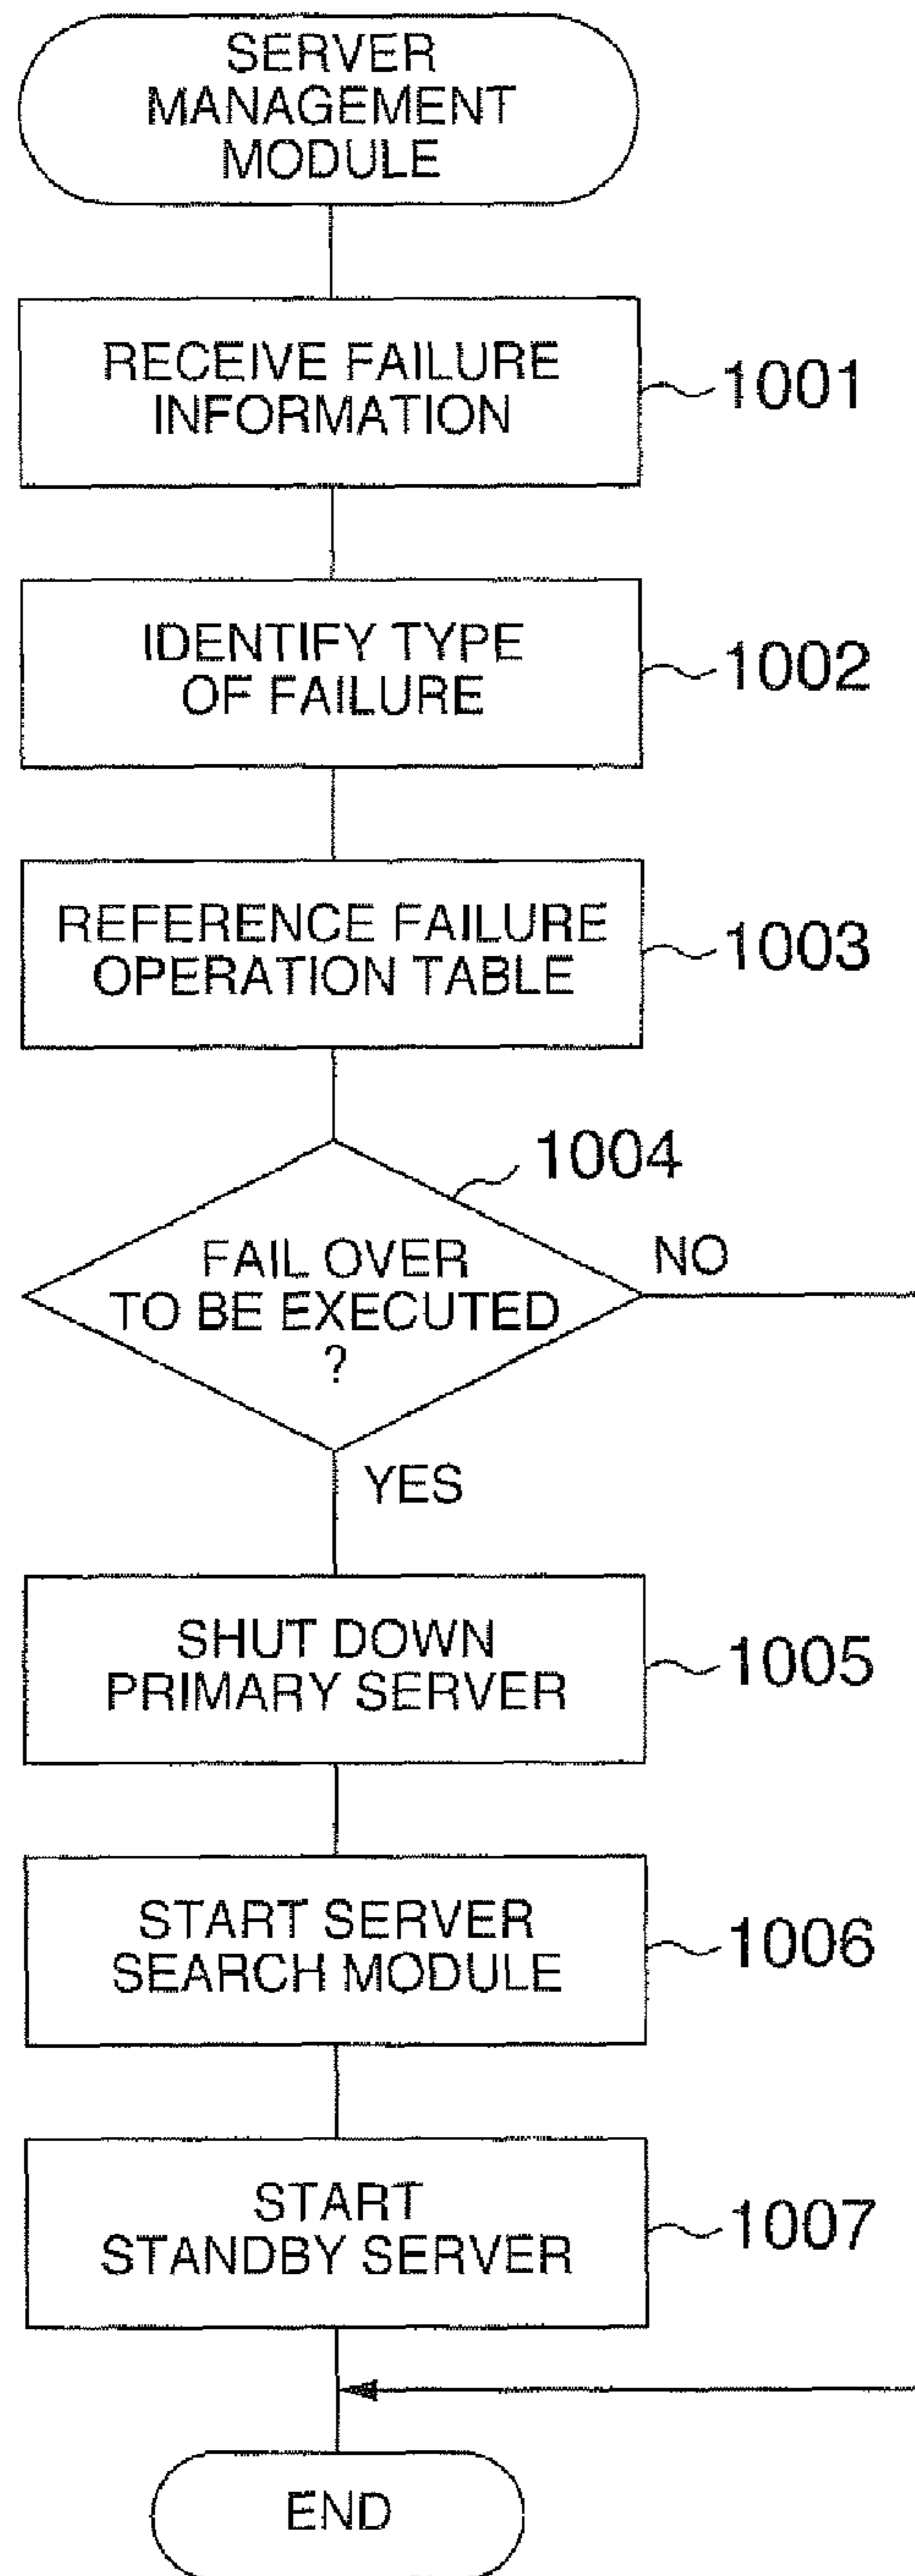 SERVER
MANAGEMENT
MODULE
RECEIVE FAILURE
INFORMATION
1001
IDENTIFY TYPE
OF FAILURE
1002
REFERENCE FAILURE
OPERATION TABLE
1003
1004
FAIL OVER
TO BE EXECUTED
?
NO
YES
SHUT DOWN
PRIMARY SERVER
1005
START SERVER
SEARCH MODULE
1006
START
STANDBY SERVER
1007
END